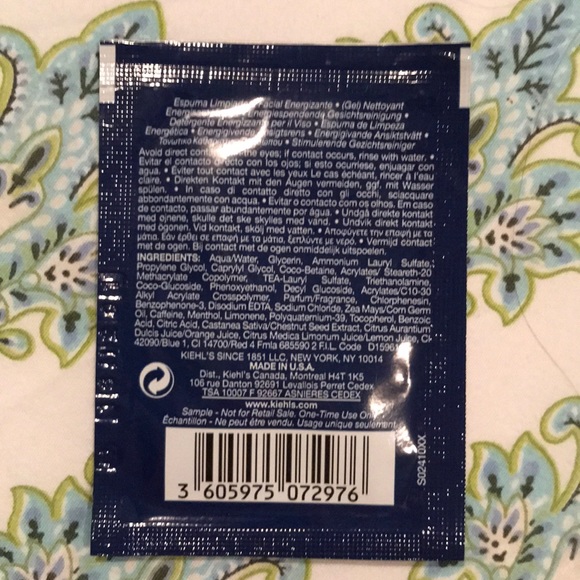 Espuma Limpiadora Facial Energizante • (Gel) Nettoyant
Energiespendende Gesichtsreinigung •
Detergente Energizzante per il Viso • Espuma de Limpeza
Energética • Energigivende Ansigtsrens • Energigivande Ansiktstvätt •
Τονωτικό • Stimulerende Gezichtsreiniger
Avoid direct contact with the eyes; if contact occurs, rinse with water. •
Evitar el contacto directo con los ojos; si esto ocurriese, enjuagar con
agua. • Éviter tout contact avec les yeux Le cas échéant, rincer à l'eau
claire. • Direkten Kontakt mit den Augen vermeiden, ggf. mit Wasser
spülen. • In caso di contatto diretto con gli occhi, sciacquare
abbondantemente con acqua. • Evitar o contacto com os olhos. Em caso
de contacto, passar abundantemente por água. • Undgå direkte kontakt
med øjnene, skulle det ske skylles med vand. • Undvik direkt kontakt
med ögonen. Vid kontakt, skölj med vatten. • Αποφύγετε την επαφή με τα
μάτια. Εάν έρθει σε επαφή με τα μάτια, ξεπλύνετε με νερό. • Vermijd contact
met de ogen. Bij contact met de ogen onmiddellijk uitspoelen.
INGREDIENTS: Aqua/Water, Glycerin, Ammonium Lauryl Sulfate,
Propylene Glycol, Caprylyl Glycol, Coco-Betaine, Acrylates/ Steareth-20
Methacrylate Copolymer, TEA-Lauryl Sulfate, Triethanolamine,
Coco-Glucoside, Phenoxyethanol, Decyl Glucoside, Acrylates/C10-30
Alkyl Acrylate Crosspolymer, Parfum/Fragrance, Chlorphenesin,
Benzophenone-3, Disodium EDTA, Sodium Chloride, Zea Mays/Corn Germ
Oil, Caffeine, Menthol, Limonene, Polyquaternium-39, Tocopherol, Benzoic
Acid, Citric Acid, Castanea Sativa/Chestnut Seed Extract, Citrus Aurantium
Dulcis Juice/Orange Juice, Citrus Medica Limonum Juice/Lemon Juice, CI
42090/Blue 1, CI 14700/Red 4 Frmla 685590 2 F.I.L. Code
KIEHL'S SINCE 1851 LLC, NEW YORK, NY 10014
MADE IN U.S.A.
Dist., Kiehl's Canada, Montreal H4T 1K5
106 rue Danton 92691 Levallois Perret Cedex
TSA 10007 F 92667 ASNIERES CEDEX
www.kiehls.com
Sample - Not for Retail Sale. One-Time Use Only
Échantillon - Ne peut être vendu. Usage unique seulement
S02410XX
3 605975 072976